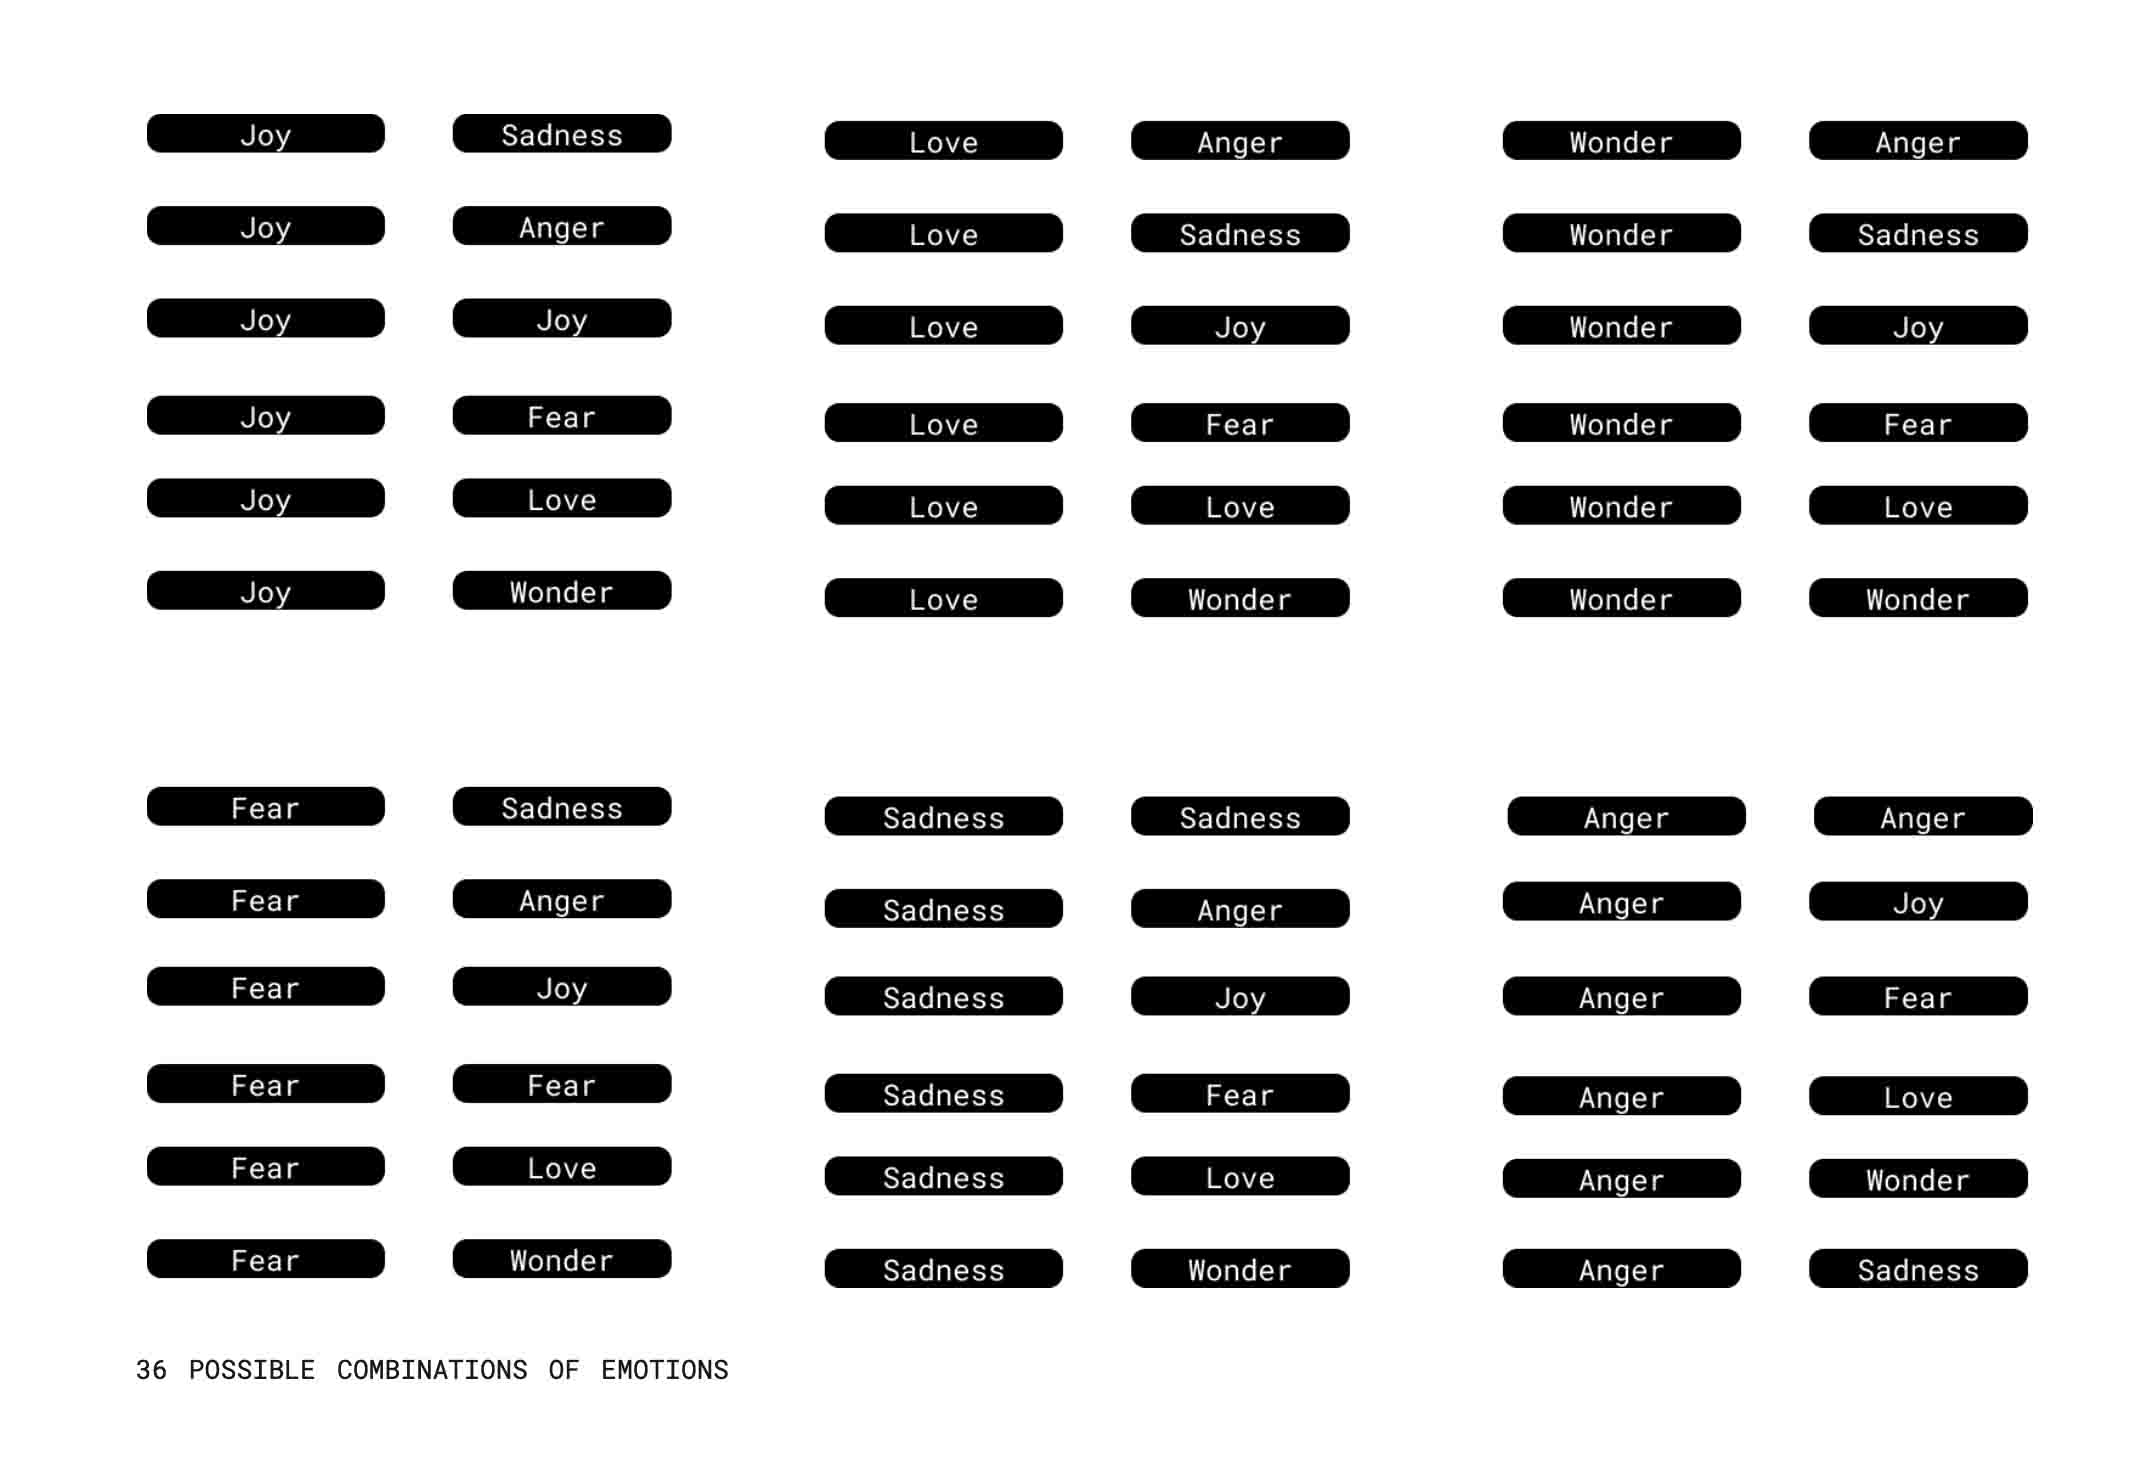 Joy Sadness
Joy Anger
Joy Joy
Joy Fear
Joy Love
Joy Wonder
Love Anger
Love Sadness
Love Joy
Love Fear
Love Love
Love Wonder
Wonder Anger
Wonder Sadness
Wonder Joy
Wonder Fear
Wonder Love
Wonder Wonder
Fear Sadness
Fear Anger
Fear Joy
Fear Fear
Fear Love
Fear Wonder
Sadness Sadness
Sadness Anger
Sadness Joy
Sadness Fear
Sadness Love
Sadness Wonder
Anger Anger
Anger Joy
Anger Fear
Anger Love
Anger Wonder
Anger Sadness
36 POSSIBLE COMBINATIONS OF EMOTIONS